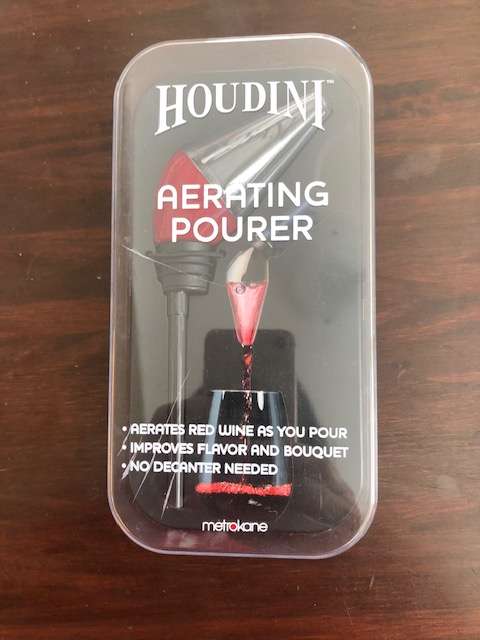 HOUDINI™
AERATING
POURER
• AERATES RED WINE AS YOU POUR
• IMPROVES FLAVOR AND BOUQUET
• NO DECANTER NEEDED
metrokane